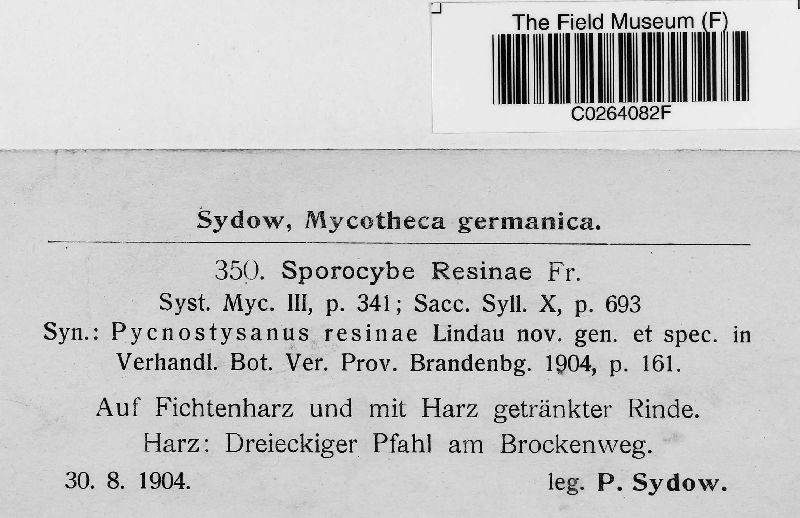 The Field Museum (F)
C0264082F
Sydow, Mycotheca germanica.
350. Sporocybe Resinae Fr.
Syst. Myc. III, p. 341; Sacc. Syll. X, p. 693
Syn.: Pycnostysanus resinae Lindau nov. gen. et spec. in
Verhandl. Bot. Ver. Prov. Brandenbg. 1904, p. 161.
Auf Fichtenharz und mit Harz getränkter Rinde.
Harz: Dreieckiger Pfahl am Brockenweg.
30. 8. 1904. leg. P. Sydow.